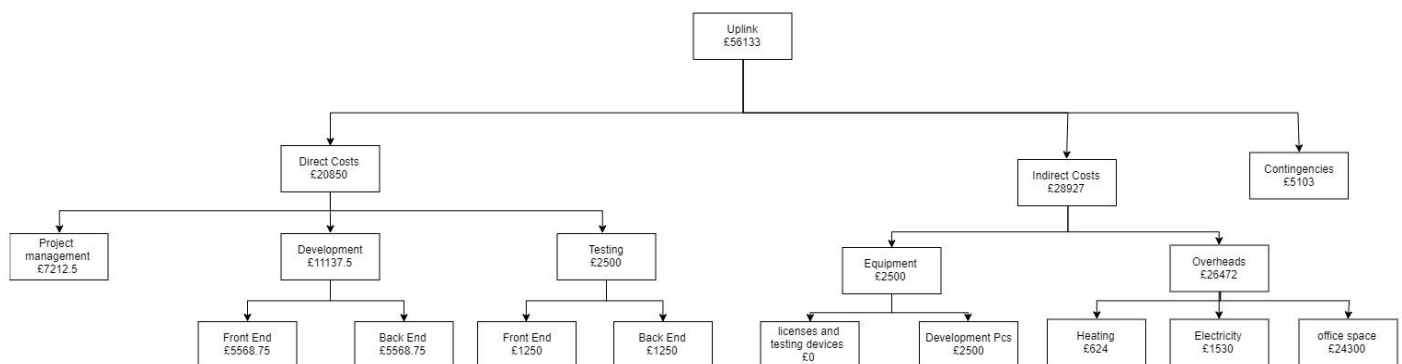 Uplink
£56133
Direct Costs
£20850
Indirect Costs
£28927
Contingencies
£5103
Project
management
£7212.5
Development
£11137.5
Testing
£2500
Equipment
£2500
Overheads
£26472
Front End
£5568.75
Back End
£5568.75
Front End
£1250
Back End
£1250
licenses and
testing devices
£0
Development Pcs
£2500
Heating
£624
Electricity
£1530
office space
£24300